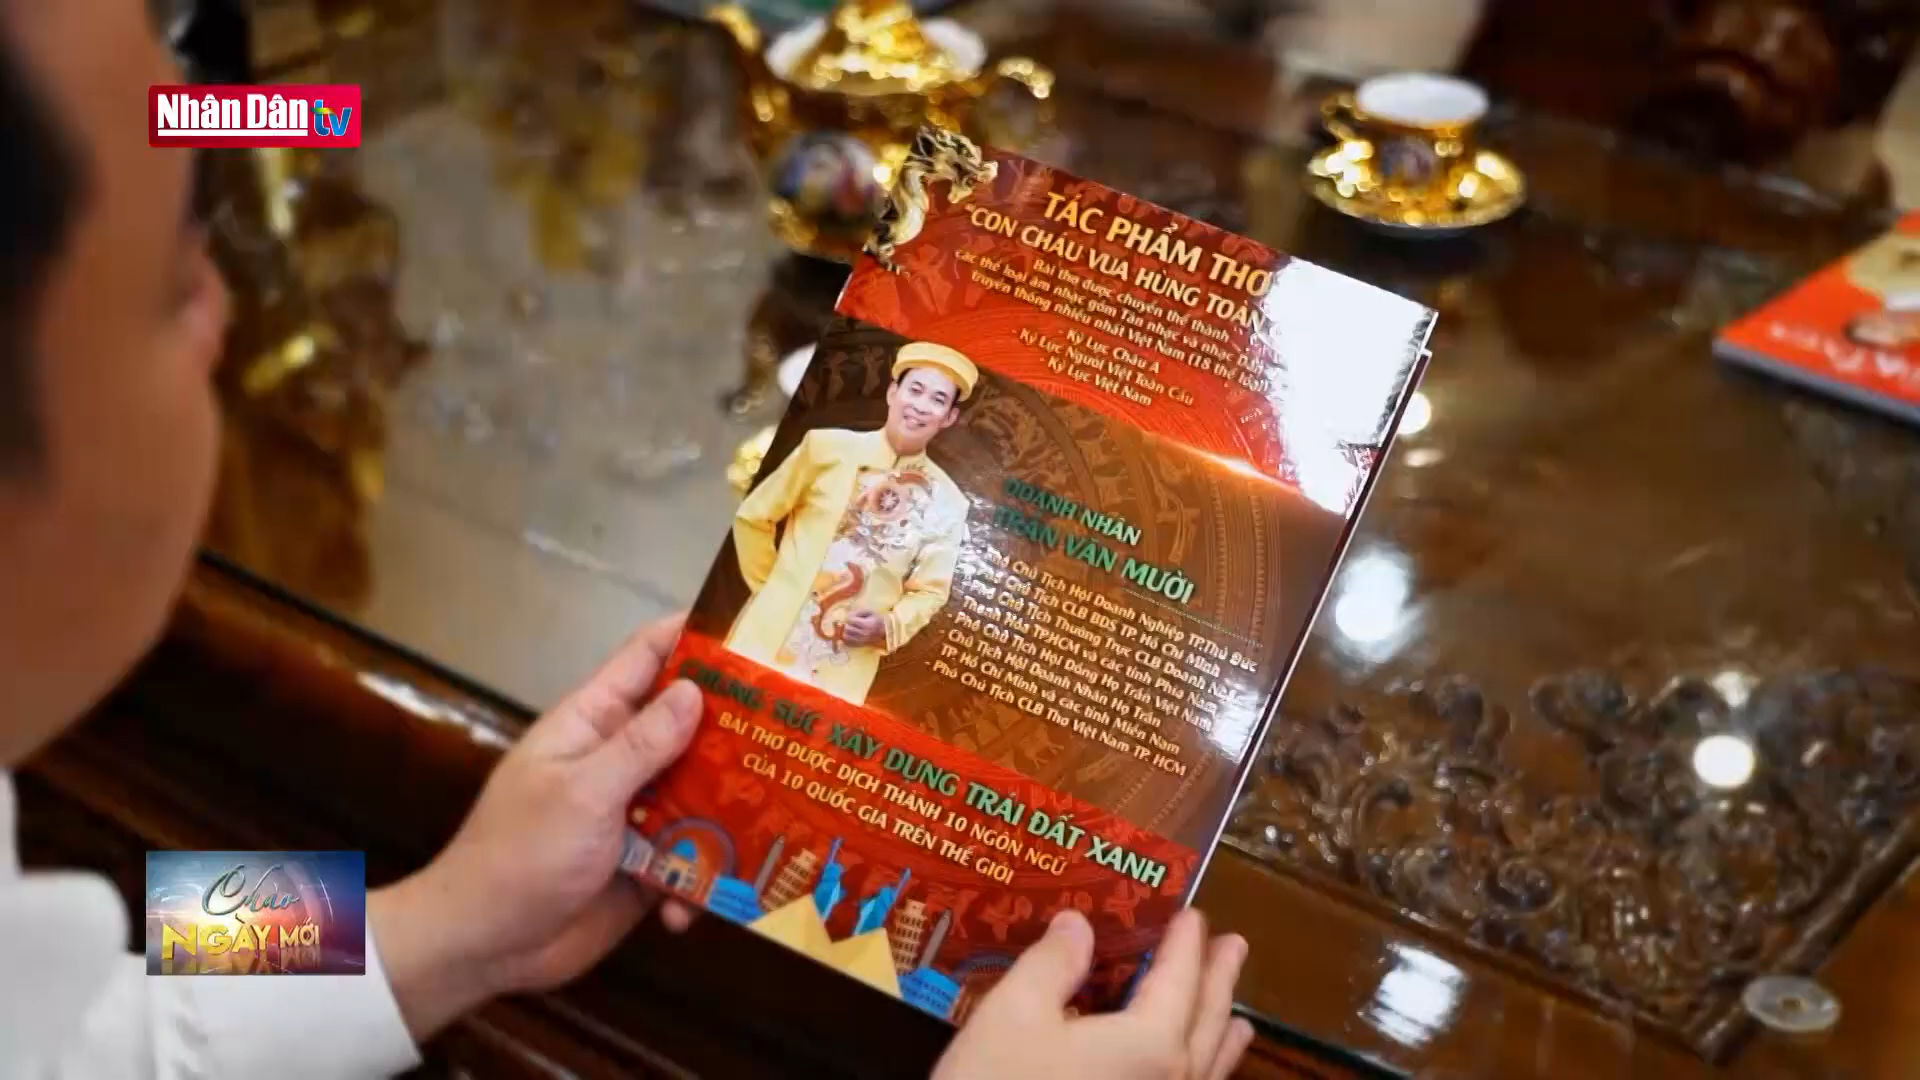 Nhân Dân tv
TÁC PHẨM THƠ
"CON CHÁU VUA HÙNG TOÀN
Bài thơ được chuyển thể thành
các thể loại âm nhạc gồm Tân nhạc và nhạc Dân
truyền thống nhiều nhất Việt Nam (18 thể loại)
- Kỷ Lục Châu Á
- Kỷ Lục Người Việt Toàn Cầu
- Kỷ Lục Việt Nam
DOANH NHÂN
TRẦN VĂN MƯỜI
Phó Chủ Tịch Hội Doanh Nghiệp TP.Thủ Đức
Phó Chủ Tịch CLB BDS TP. Hồ Chí Minh
- Phó Chủ Tịch Thường Trực CLB Doanh Nhân
TP.HCM và các tỉnh Phía Nam
- Phó Chủ Tịch Hội Đồng Họ Trần Việt Nam
- Chủ Tịch Hội Doanh Nhân Họ Trần
TP. Hồ Chí Minh và các tỉnh Miền Nam
- Phó Chủ Tịch CLB Thơ Việt Nam TP. HCM
CHUNG SỨC XÂY DỰNG TRÁI ĐẤT XANH
BÀI THƠ ĐƯỢC DỊCH THÀNH 10 NGÔN NGỮ
CỦA 10 QUỐC GIA TRÊN THẾ GIỚI
Chào
NGÀY MỚI